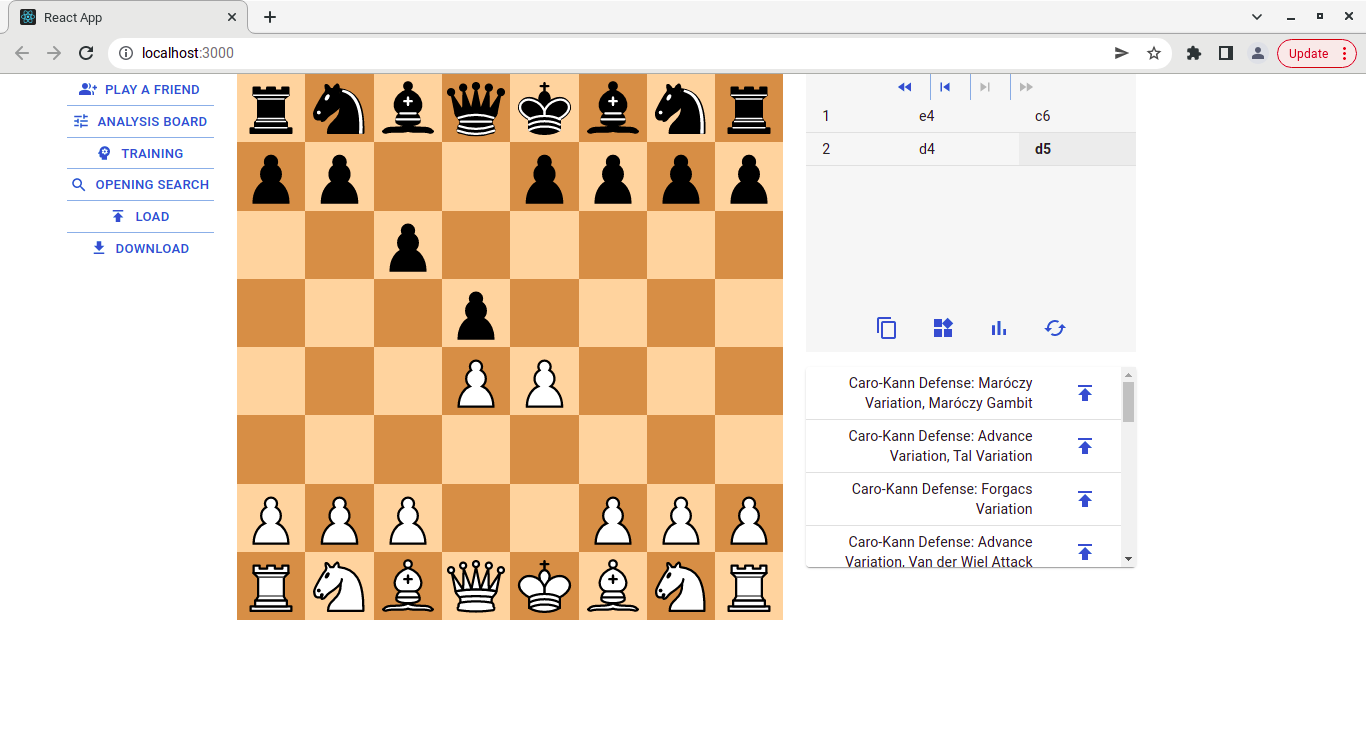 React App
localhost:3000
Update
PLAY A FRIEND
ANALYSIS BOARD
TRAINING
OPENING SEARCH
LOAD
DOWNLOAD
1 e4 c6
2 d4 d5
Caro-Kann Defense: Maróczy
Variation, Maróczy Gambit
Caro-Kann Defense: Advance
Variation, Tal Variation
Caro-Kann Defense: Forgacs
Variation
Caro-Kann Defense: Advance
Variation, Van der Wiel Attack